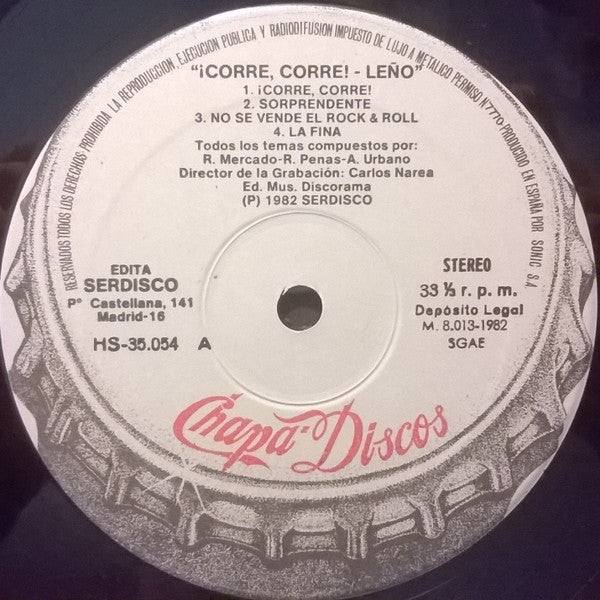 RESERVADOS TODOS LOS DERECHOS PROHIBIDA LA REPRODUCCION, EJECUCION PUBLICA Y RADIODIFUSION IMPUESTO DE LUJO A METALICO PERMISO N.º 7770-PRODUCIDO EN ESPAÑA POR SONIC S.A.
"¡CORRE, CORRE! - LEÑO"
1. ¡CORRE, CORRE!
2. SORPRENDENTE
3. NO SE VENDE EL ROCK & ROLL
4. LA FINA
Todos los temas compuestos por:
R. Mercado-R. Penas-A. Urbano
Director de la Grabación: Carlos Narea
Ed. Mus. Discorama
(P) 1982 SERDISCO
EDITA
SERDISCO
Pº Castellana, 141
Madrid-16
HS-35.054 A
STEREO
33 ⅓ r. p. m.
Depósito Legal
M. 8.013-1982
SGAE
Chapa-Discos